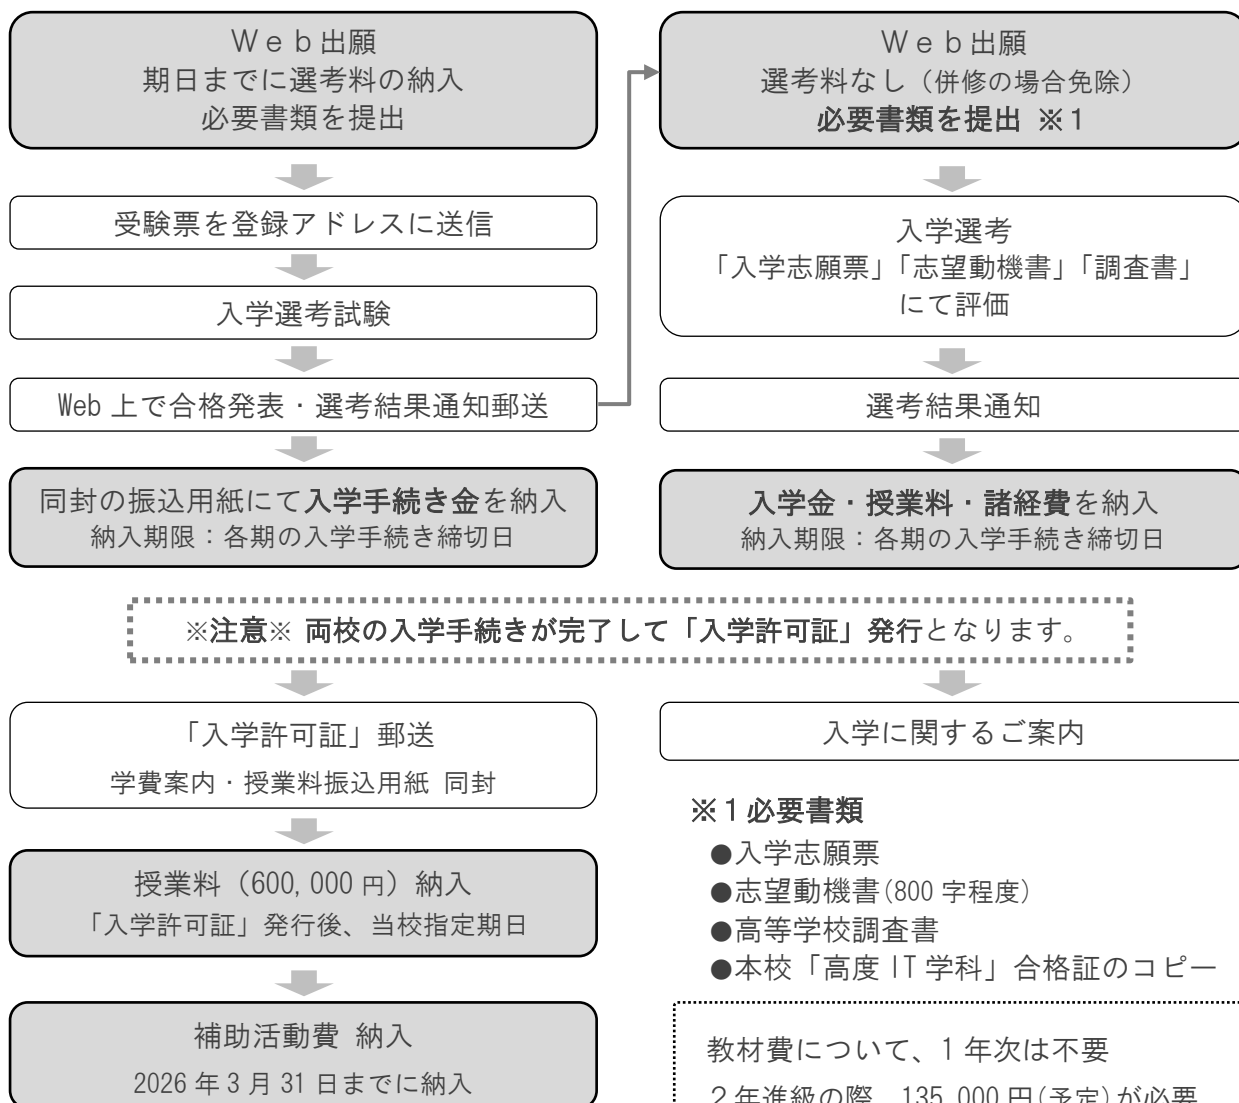 Ｗｅｂ出願
期日までに選考料の納入
必要書類を提出
受験票を登録アドレスに送信
入学選考試験
Web 上で合格発表・選考結果通知郵送
同封の振込用紙にて入学手続き金を納入
納入期限：各期の入学手続き締切日
Ｗｅｂ出願
選考料なし（併修の場合免除）
必要書類を提出 ※1
入学選考
「入学志願票」「志望動機書」「調査書」
にて評価
選考結果通知
入学金・授業料・諸経費を納入
納入期限：各期の入学手続き締切日
※注意※ 両校の入学手続きが完了して「入学許可証」発行となります。
「入学許可証」郵送
学費案内・授業料振込用紙 同封
授業料（600,000 円）納入
「入学許可証」発行後、当校指定期日
補助活動費 納入
2026 年 3 月 31 日までに納入
入学に関するご案内
※１必要書類
●入学志願票
●志望動機書(800 字程度)
●高等学校調査書
●本校「高度 IT 学科」合格証のコピー
教材費について、1 年次は不要
２年進級の際、135,000 円(予定)が必要